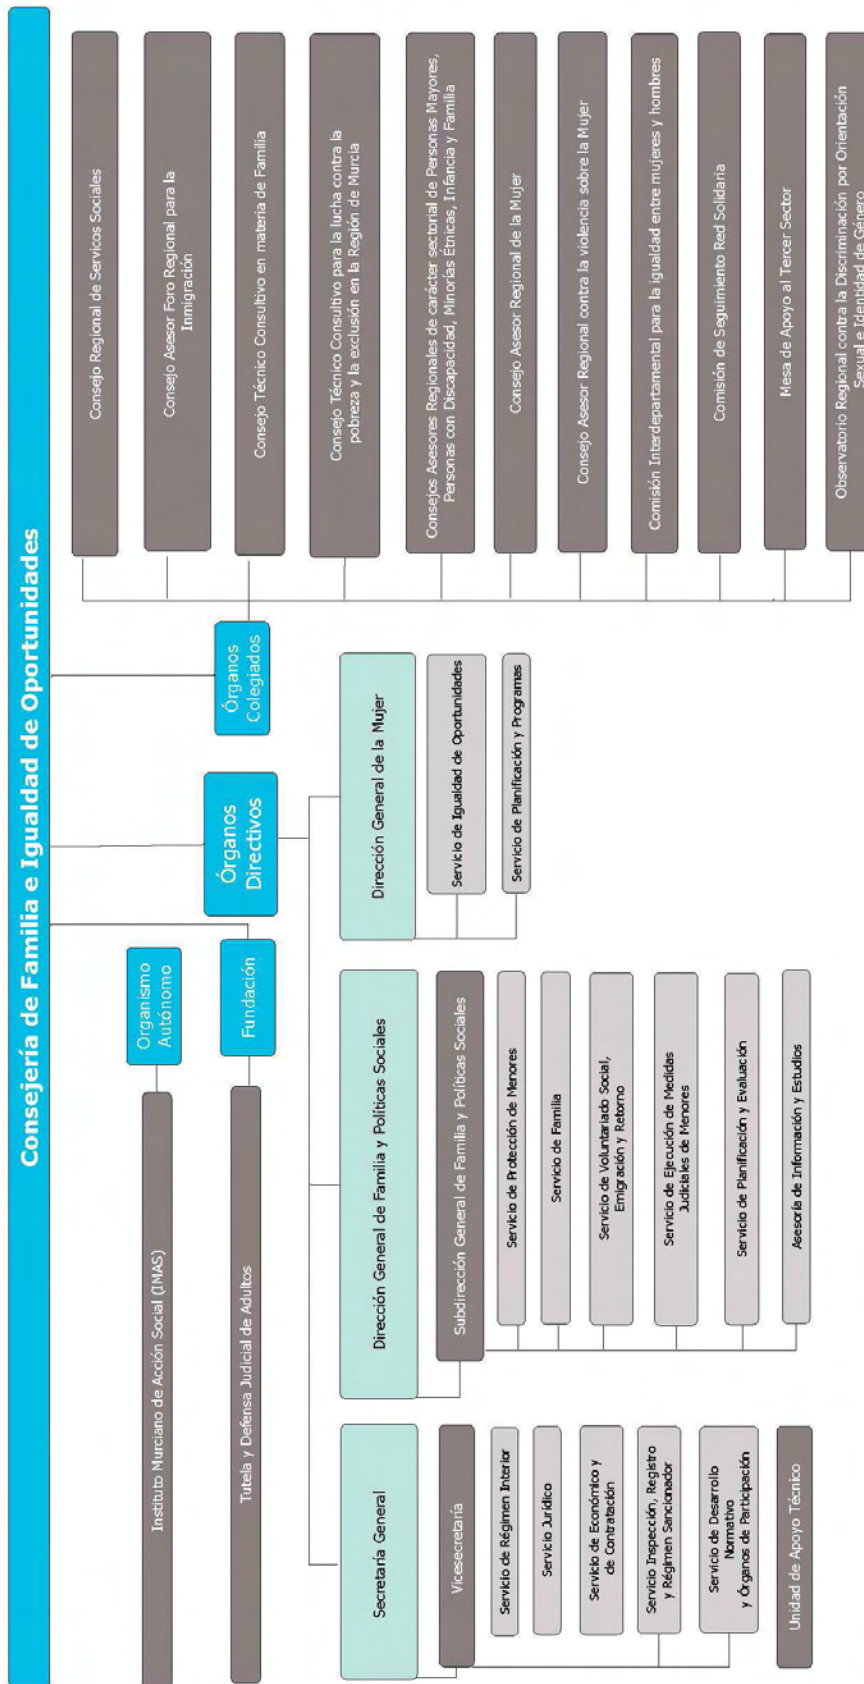 Consejería de Familia e Igualdad de Oportunidades
Organismo
Autónomo
Instituto Murciano de Acción Social (IMAS)
Fundación
Tutela y Defensa Judicial de Adultos
Órganos
Directivos
Órganos
Colegiados
Secretaría General
Vicesecretaría
Servicio de Régimen Interior
Servicio Jurídico
Servicio de Económico y
de Contratación
Servicio Inspección, Registro
y Régimen Sancionador
Servicio de Desarrollo
Normativo
y Órganos de Participación
Unidad de Apoyo Técnico
Dirección General de Familia y Políticas Sociales
Subdirección General de Familia y Políticas Sociales
Servicio de Protección de Menores
Servicio de Familia
Servicio de Voluntariado Social,
Emigración y Retorno
Servicio de Ejecución de Medidas
Judiciales de Menores
Servicio de Planificación y Evaluación
Asesoría de Información y Estudios
Dirección General de la Mujer
Servicio de Igualdad de Oportunidades
Servicio de Planificación y Programas
Consejo Regional de Servicios Sociales
Consejo Asesor Foro Regional para la
Inmigración
Consejo Técnico Consultivo en materia de Familia
Consejo Técnico Consultivo para la lucha contra la
pobreza y la exclusión en la Región de Murcia
Consejos Asesores Regionales de carácter sectorial de Personas Mayores,
Personas con Discapacidad, Minorías Étnicas, Infancia y Familia
Consejo Asesor Regional de la Mujer
Consejo Asesor Regional contra la violencia sobre la Mujer
Comisión Interdepartamental para la igualdad entre mujeres y hombres
Comisión de Seguimiento Red Solidaria
Mesa de Apoyo al Tercer Sector
Observatorio Regional contra la Discriminación por Orientación
Sexual e Identidad de Género